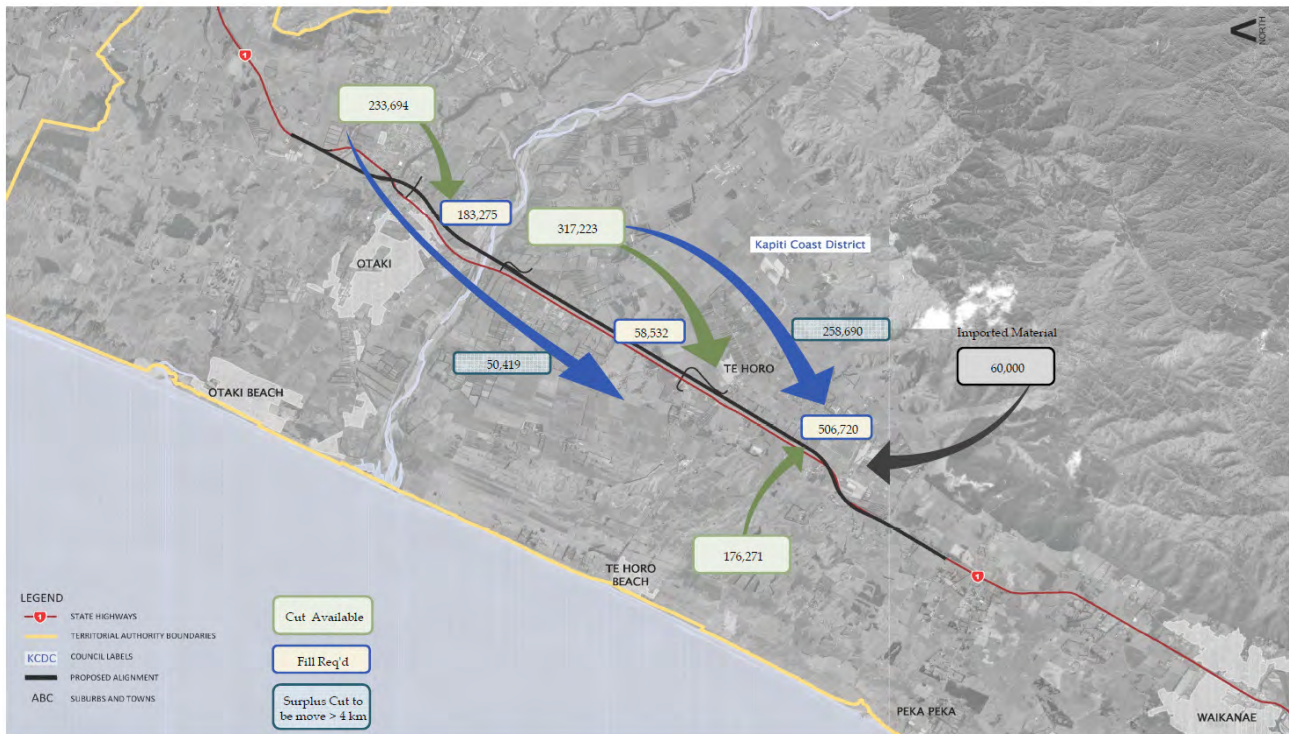 NORTH
1
233,694
183,275
317,223
Kapiti Coast District
OTAKI
58,532
258,690
Imported Material
60,000
50,419
TE HORO
OTAKI BEACH
506,720
176,271
TE HORO
BEACH
1
LEGEND
1 STATE HIGHWAYS
TERRITORIAL AUTHORITY BOUNDARIES
KCDC COUNCIL LABELS
PROPOSED ALIGNMENT
ABC SUBURBS AND TOWNS
Cut Available
Fill Req'd
Surplus Cut to
be move > 4 km
PEKA PEKA
WAIKANAE